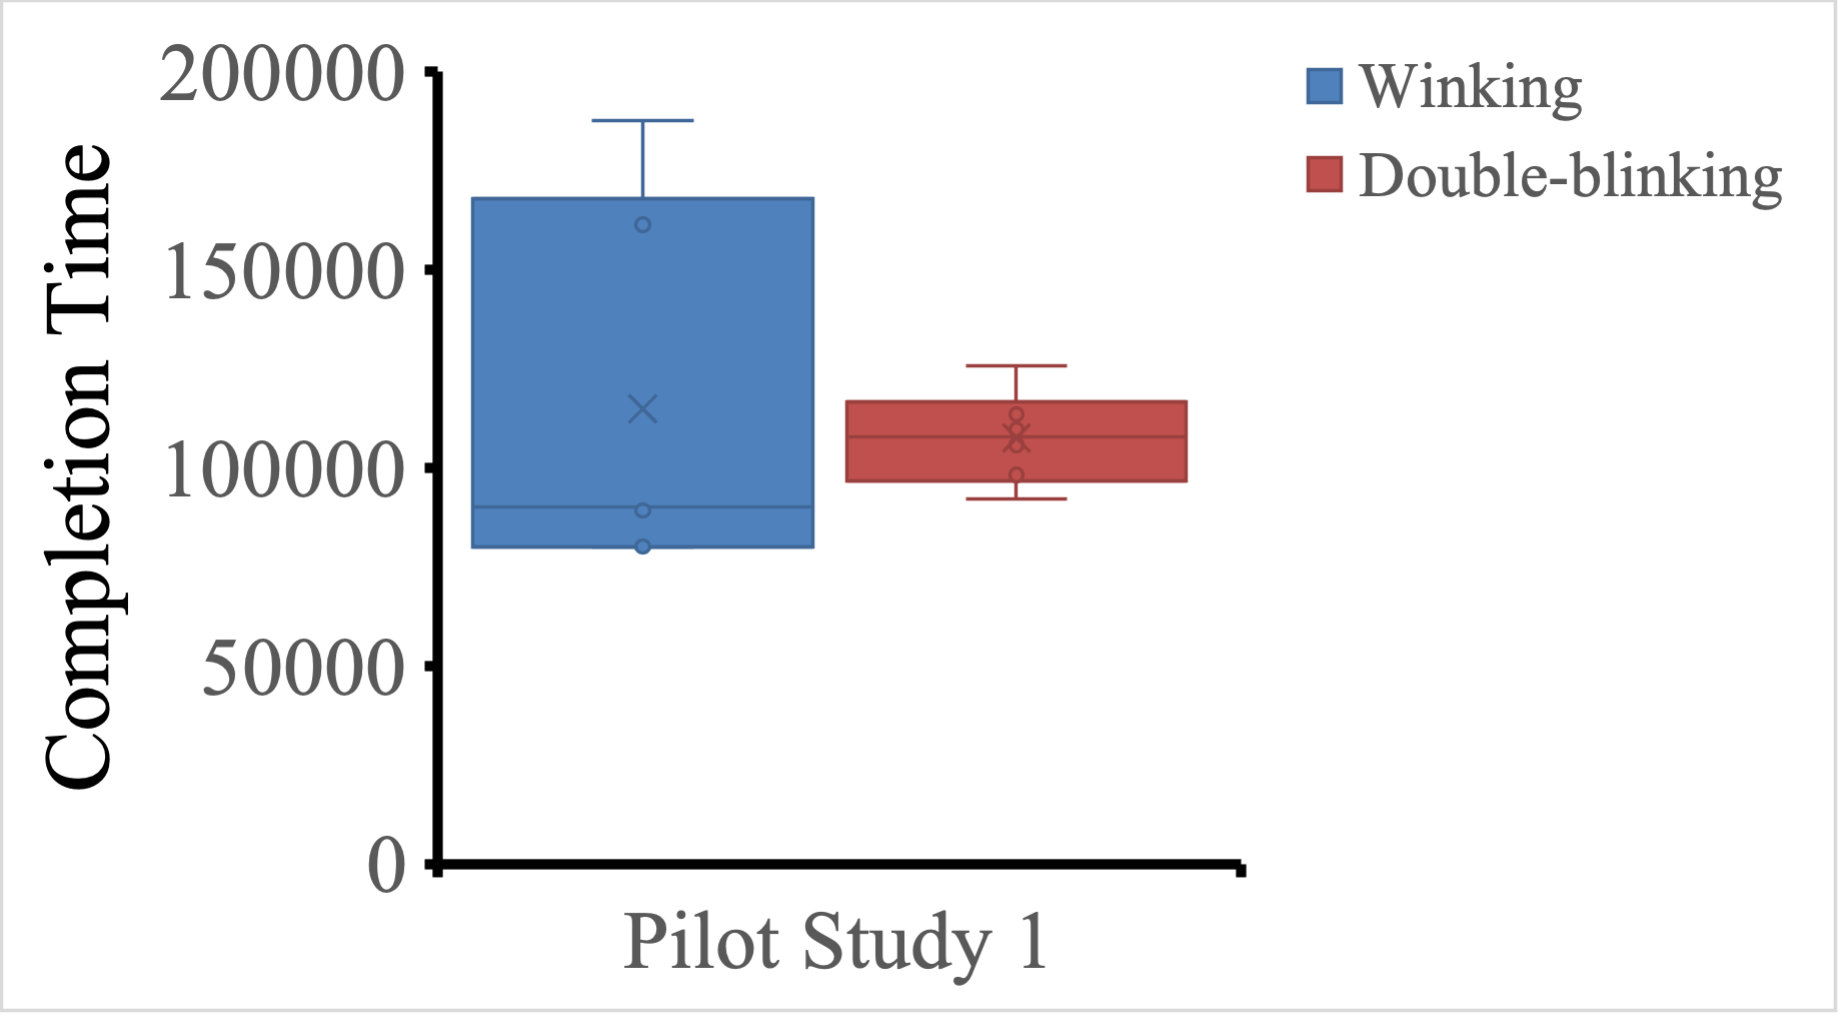 Completion Time
200000
150000
100000
50000
0
Pilot Study 1
Winking
Double-blinking